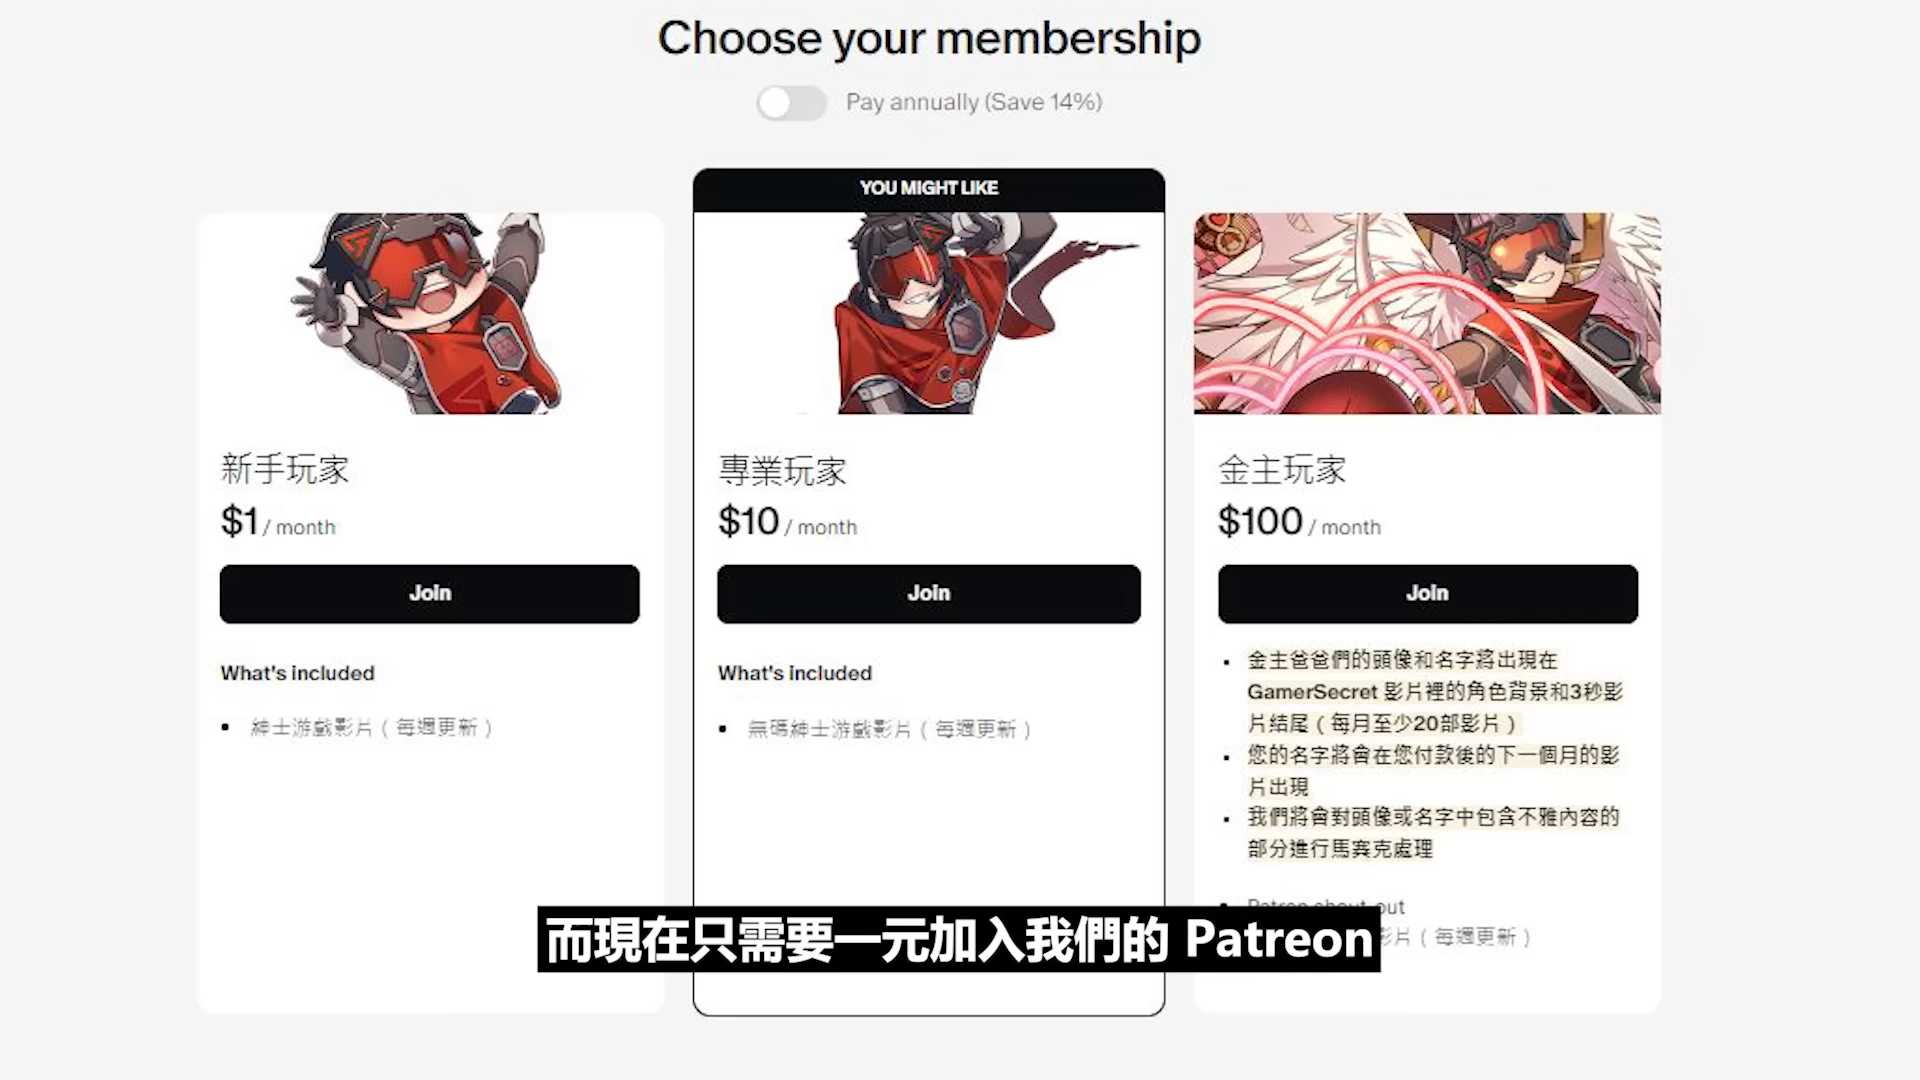 Choose your membership
Pay annually (Save 14%)
YOU MIGHT LIKE
新手玩家
$1 / month
Join
What's included
• 紳士游戲影片（每週更新）
專業玩家
$10 / month
Join
What's included
• 無碼紳士游戲影片（每週更新）
金主玩家
$100 / month
Join
• 金主爸爸們的頭像和名字將出現在
GamerSecret 影片裡的角色背景和3秒影
片结尾（每月至少20部影片）
• 您的名字將會在您付款後的下一個月的影
片出現
• 我們將會對頭像或名字中包含不雅內容的
部分進行馬賽克處理
• Patron shout-out
影片（每週更新）
而現在只需要一元加入我們的 Patreon